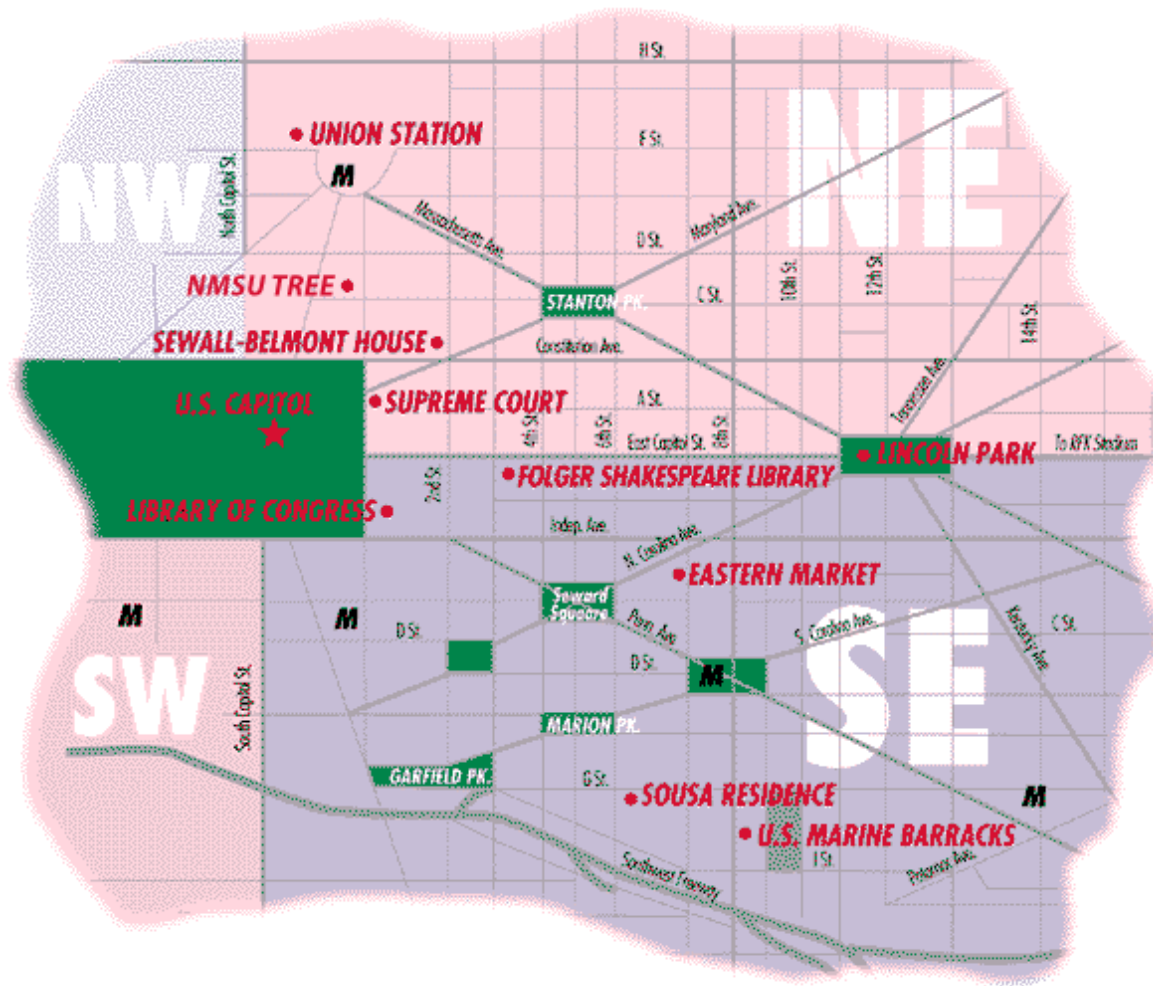 H St.
UNION STATION
F St.
M
NW
NE
North Capitol St.
Massachusetts Ave.
Maryland Ave.
D St.
10th St.
12th St.
NMSU TREE
STANTON PK.
C St.
14th St.
SEWALL-BELMONT HOUSE
Constitution Ave.
Tennessee Ave.
U.S. CAPITOL
SUPREME COURT
A St.
4th St.
6th St.
8th St.
East Capitol St.
LINCOLN PARK
To RFK Stadium
2nd St.
FOLGER SHAKESPEARE LIBRARY
LIBRARY OF CONGRESS
Indep. Ave.
N. Carolina Ave.
EASTERN MARKET
Seward
Square
M
M
D St.
Penn. Ave.
S. Carolina Ave.
Kentucky Ave.
C St.
SW
SE
D St.
M
South Capitol St.
MARION PK.
GARFIELD PK.
G St.
SOUSA RESIDENCE
M
U.S. MARINE BARRACKS
I St.
Southwest Freeway
Potomac Ave.